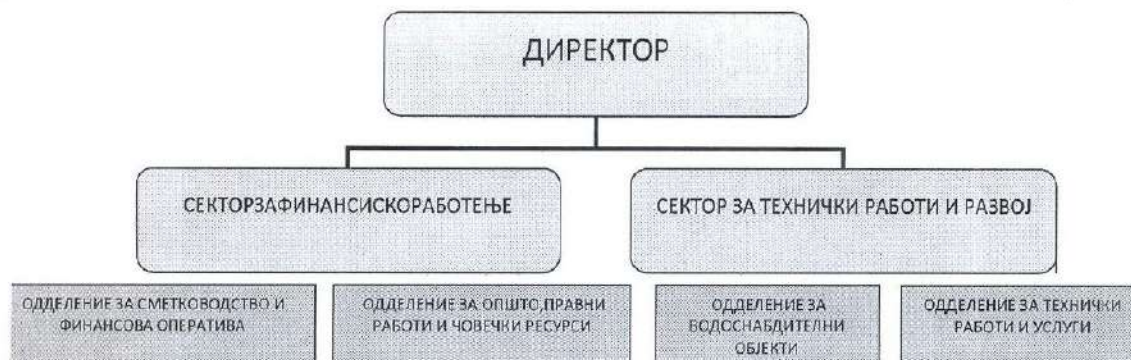 ДИРЕКТОР
СЕКТОРЗАФИНАНСИСКОРАБОТЕЊЕ
СЕКТОР ЗА ТЕХНИЧКИ РАБОТИ И РАЗВОЈ
ОДДЕЛЕНИЕ ЗА СМЕТКОВОДСТВО И
ФИНАНСОВА ОПЕРАТИВА
ОДДЕЛЕНИЕ ЗА ОПШТО,ПРАВНИ
РАБОТИ И ЧОВЕЧКИ РЕСУРСИ
ОДДЕЛЕНИЕ ЗА
ВОДОСНАБДИТЕЛНИ
ОБЈЕКТИ
ОДДЕЛЕНИЕ ЗА ТЕХНИЧКИ
РАБОТИ И УСЛУГИ